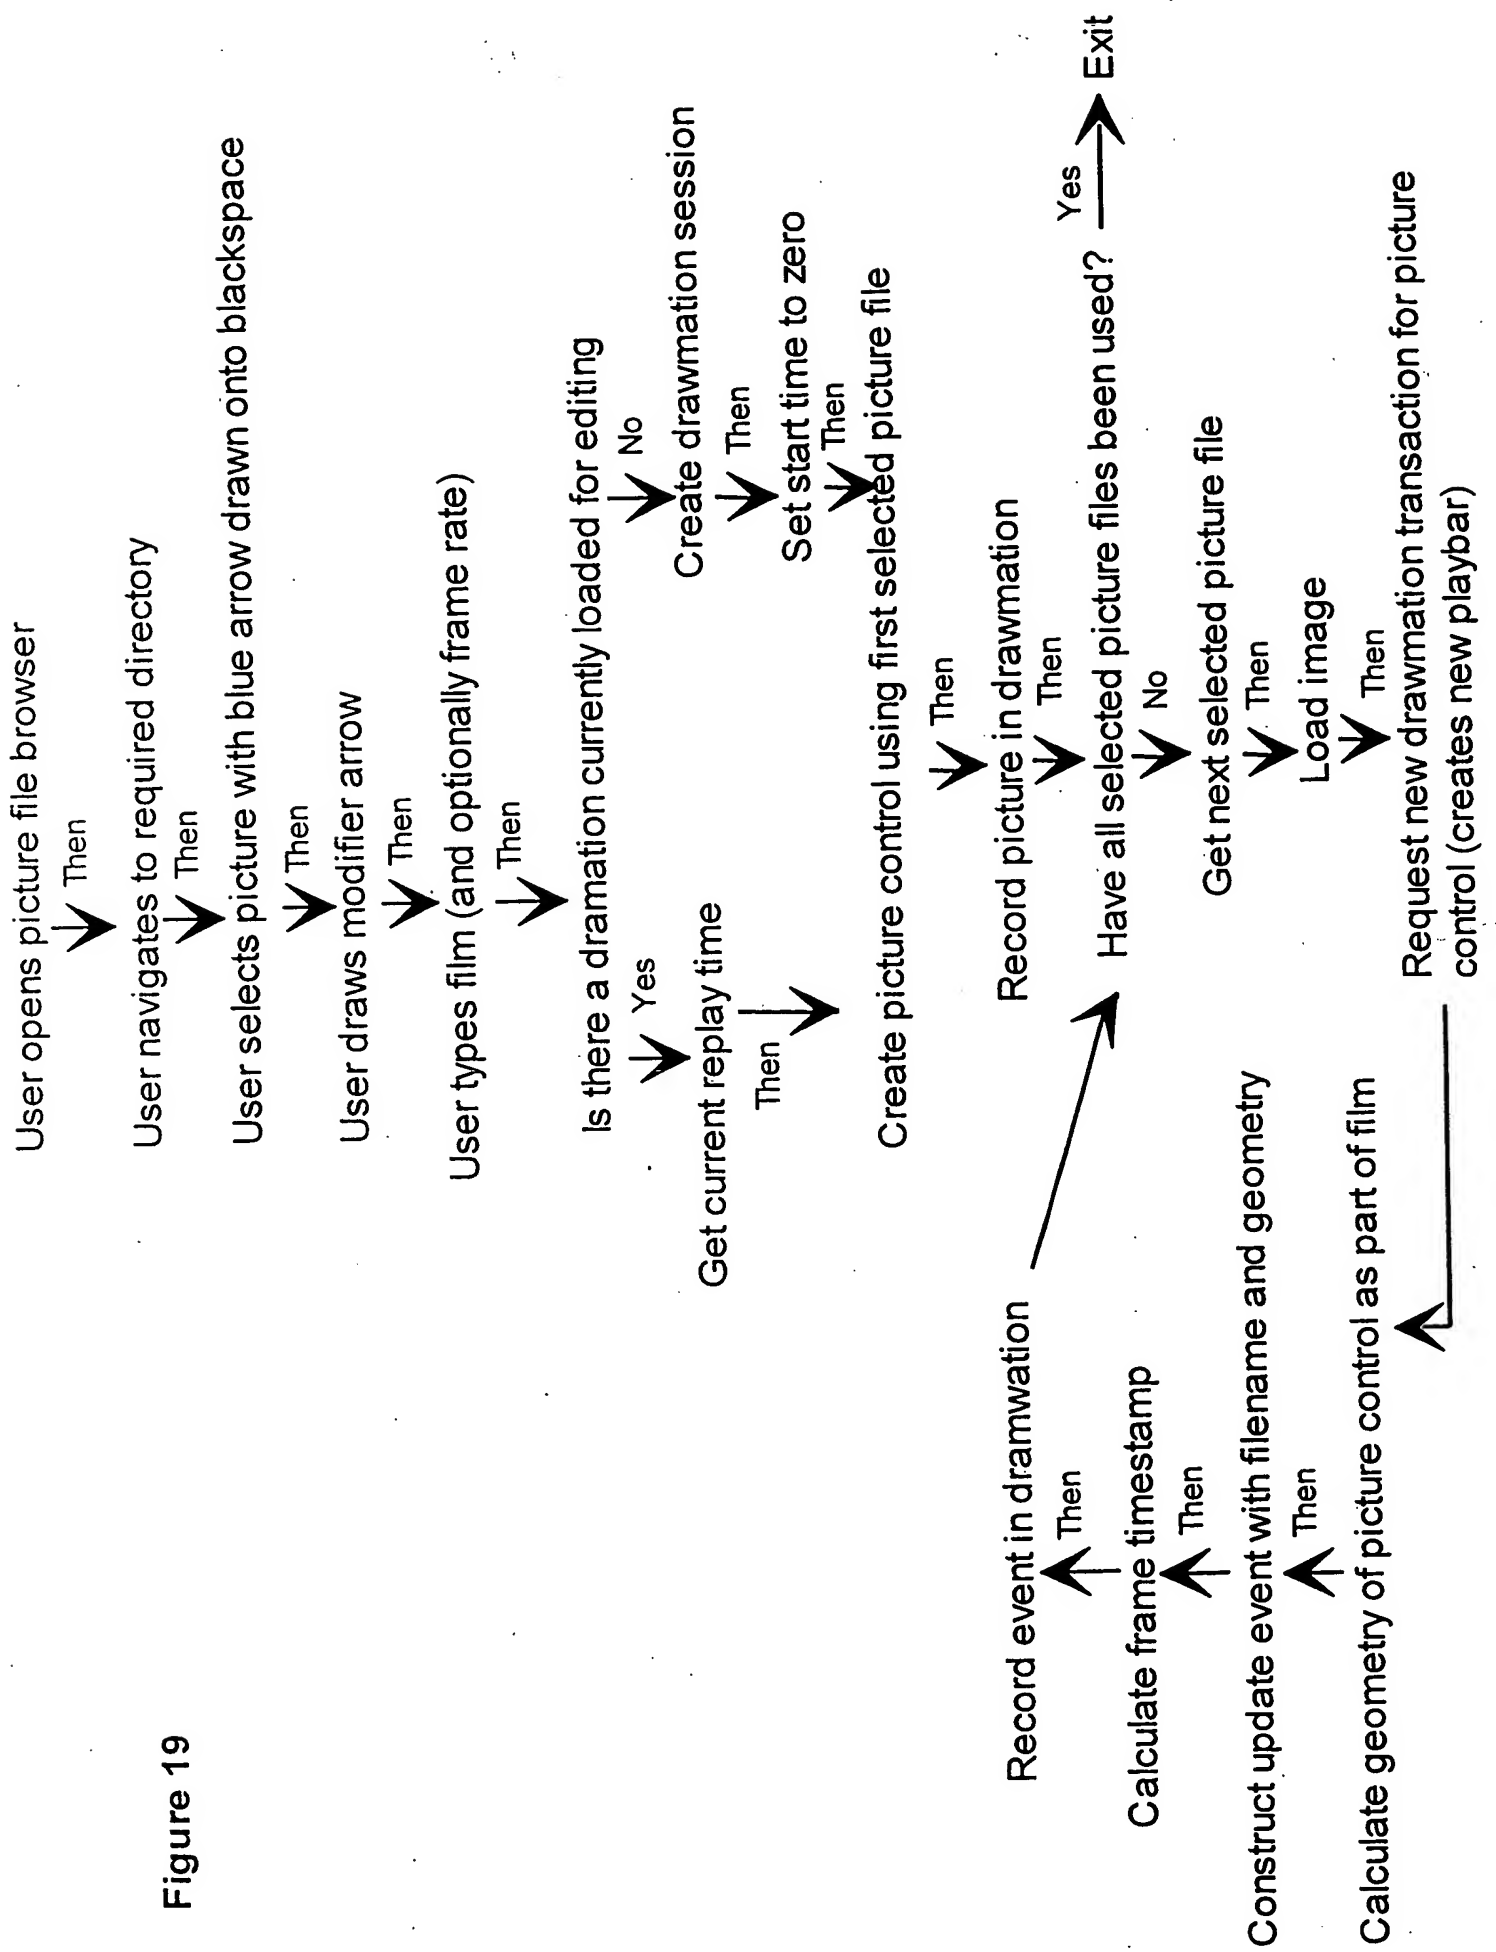 Figure 19
User opens picture file browser
Then
User navigates to required directory
Then
User selects picture with blue arrow drawn onto blackspace
Then
User draws modifier arrow
Then
User types film (and optionally frame rate)
Then
Is there a dramation currently loaded for editing
Yes
No
Get current replay time
Create drawmation session
Then
Then
Set start time to zero
Then
Create picture control using first selected picture file
Then
Record picture in drawmation
Then
Have all selected picture files been used?
Yes
Exit
No
Get next selected picture file
Then
Load image
Then
Request new drawmation transaction for picture
control (creates new playbar)
Record event in dramwation
Then
Calculate frame timestamp
Then
Construct update event with filename and geometry
Then
Calculate geometry of picture control as part of film